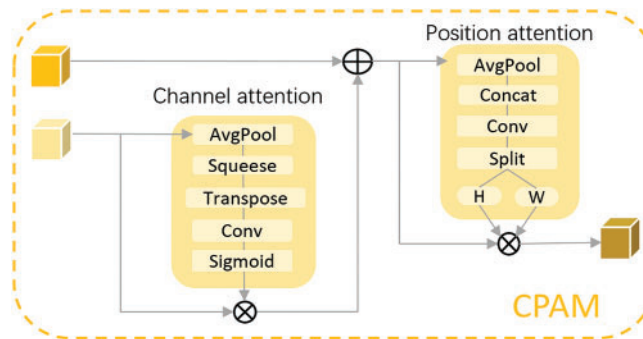 Position attention
AvgPool
Concat
Conv
Split
H W
Channel attention
AvgPool
Squeese
Transpose
Conv
Sigmoid
CPAM